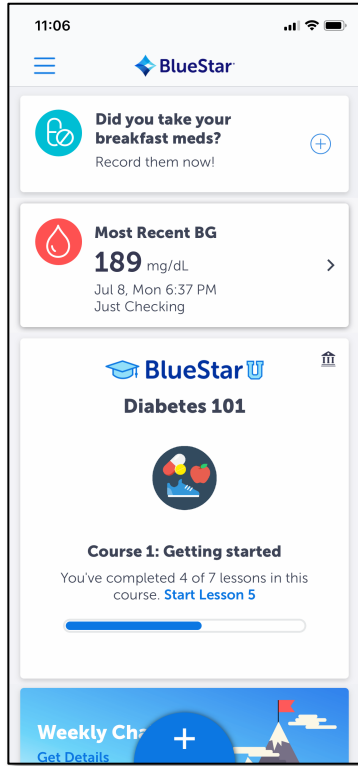 11:06
BlueStar
Did you take your
breakfast meds?
Record them now!
Most Recent BG
189 mg/dL
Jul 8, Mon 6:37 PM
Just Checking
BlueStar U
Diabetes 101
Course 1: Getting started
You've completed 4 of 7 lessons in this
course. Start Lesson 5
Weekly
Get Details